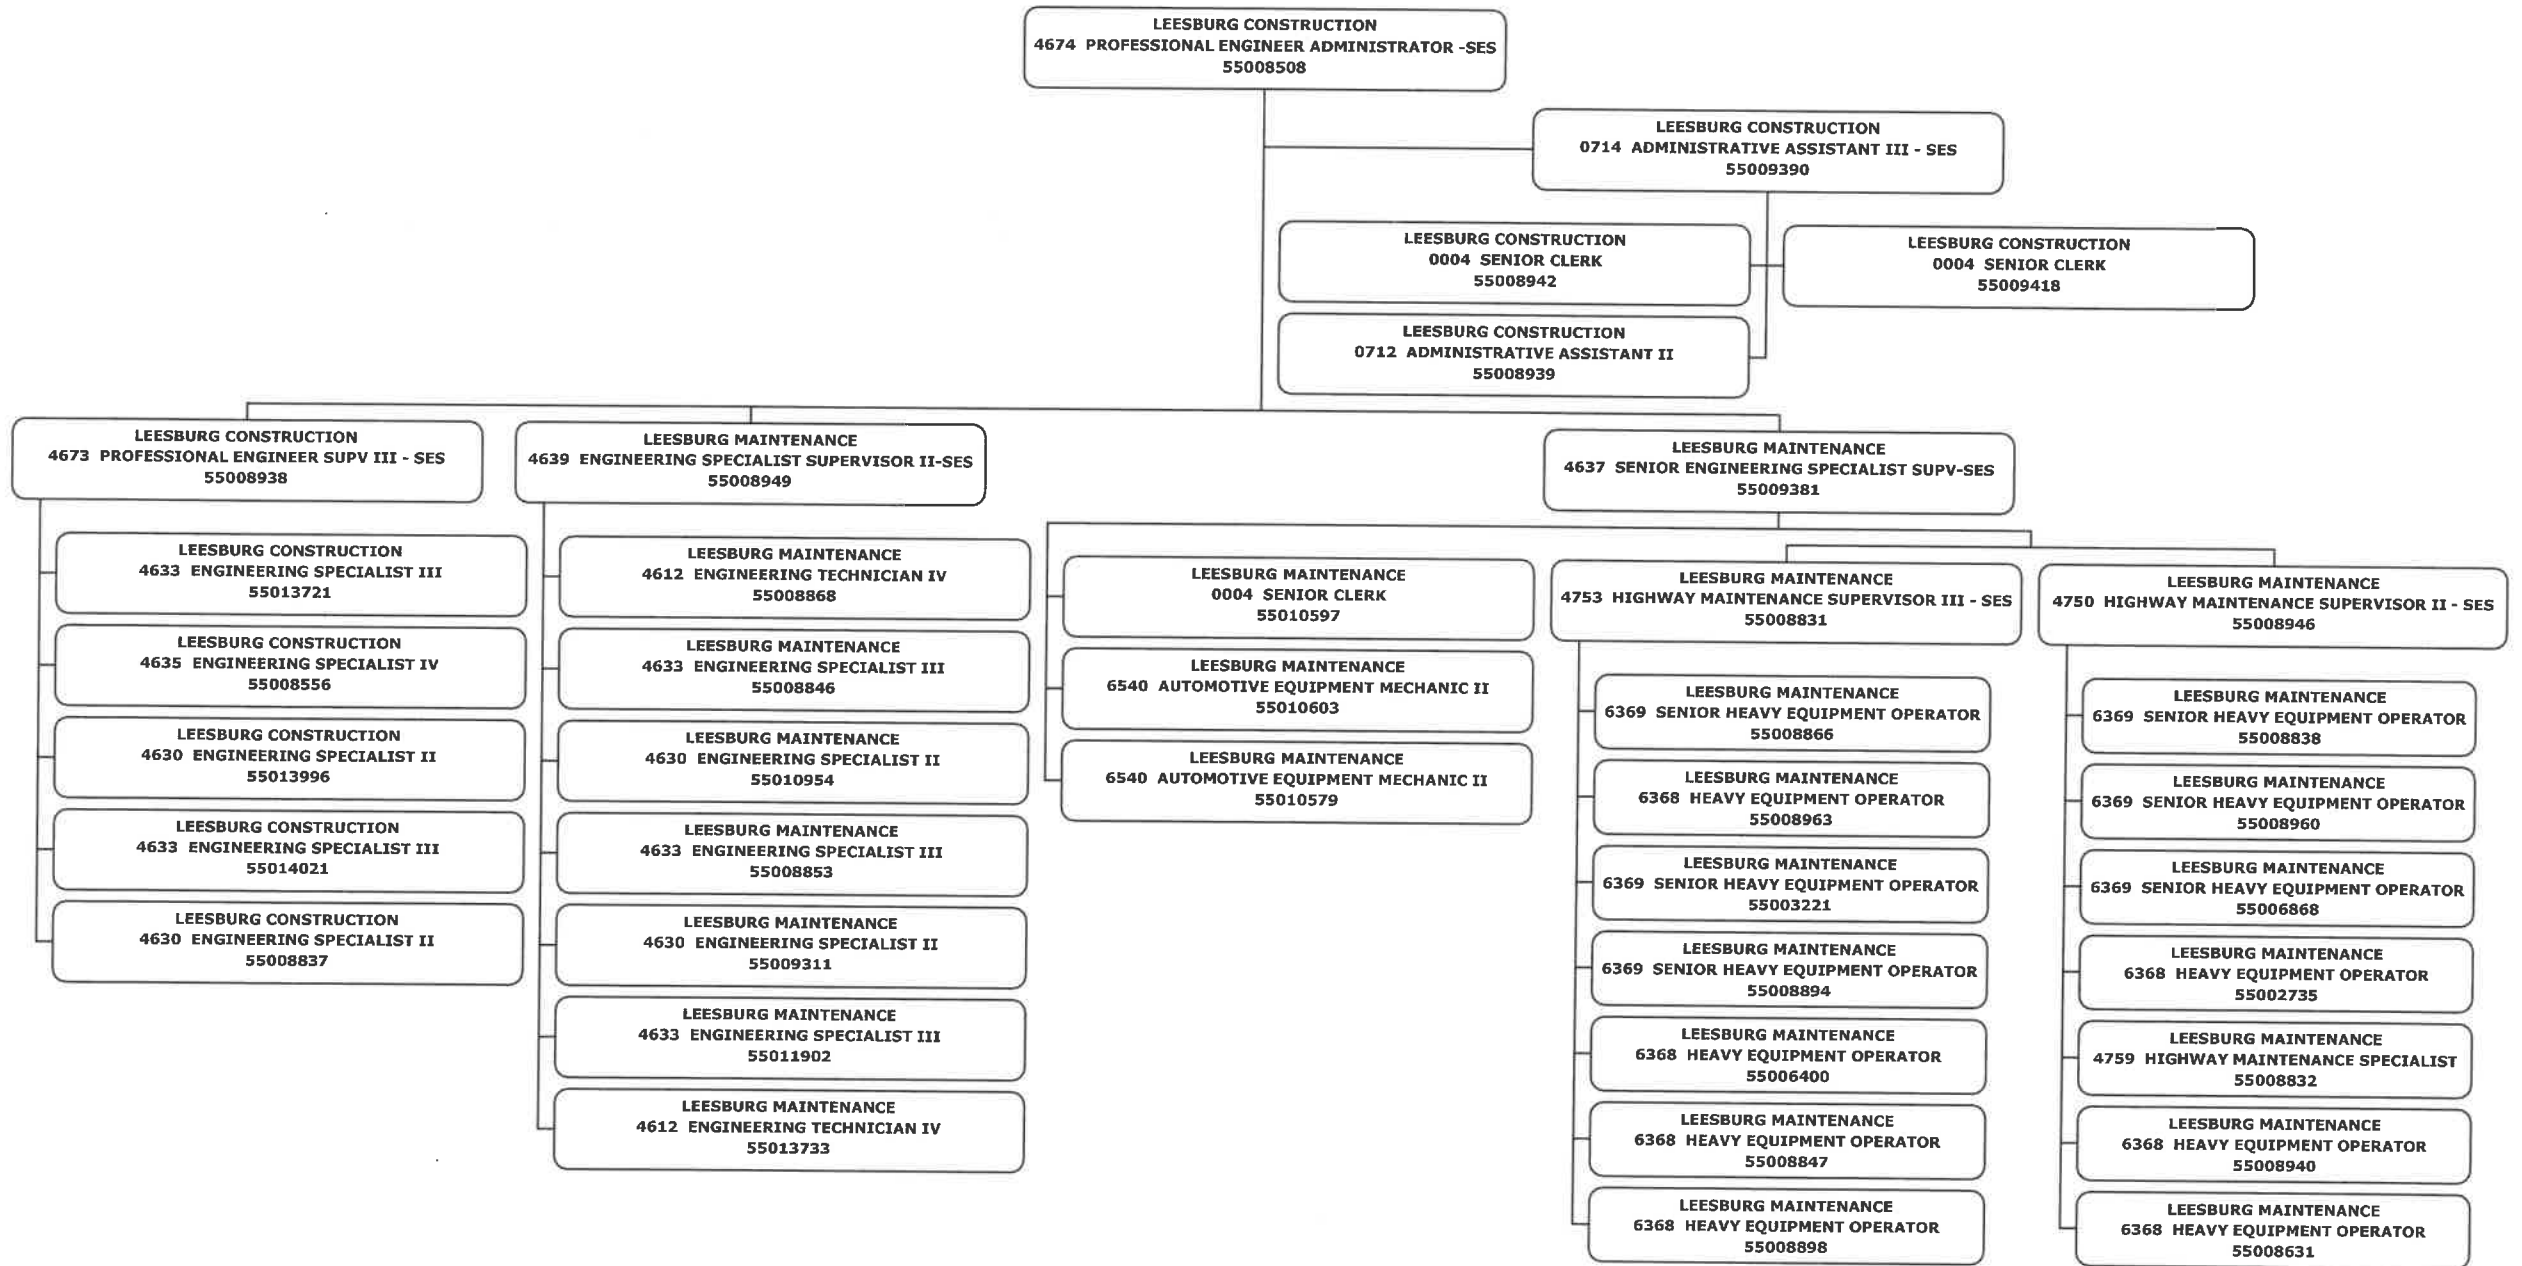 LEESBURG CONSTRUCTION
4674 PROFESSIONAL ENGINEER ADMINISTRATOR -SES
55008508
LEESBURG CONSTRUCTION
0714 ADMINISTRATIVE ASSISTANT III - SES
55009390
LEESBURG CONSTRUCTION
0004 SENIOR CLERK
55008942
LEESBURG CONSTRUCTION
0004 SENIOR CLERK
55009418
LEESBURG CONSTRUCTION
0712 ADMINISTRATIVE ASSISTANT II
55008939
LEESBURG CONSTRUCTION
4673 PROFESSIONAL ENGINEER SUPV III - SES
55008938
LEESBURG CONSTRUCTION
4633 ENGINEERING SPECIALIST III
55013721
LEESBURG CONSTRUCTION
4635 ENGINEERING SPECIALIST IV
55008556
LEESBURG CONSTRUCTION
4630 ENGINEERING SPECIALIST II
55013996
LEESBURG CONSTRUCTION
4633 ENGINEERING SPECIALIST III
55014021
LEESBURG CONSTRUCTION
4630 ENGINEERING SPECIALIST II
55008837
LEESBURG MAINTENANCE
4639 ENGINEERING SPECIALIST SUPERVISOR II-SES
55008949
LEESBURG MAINTENANCE
4612 ENGINEERING TECHNICIAN IV
55008868
LEESBURG MAINTENANCE
4633 ENGINEERING SPECIALIST III
55008846
LEESBURG MAINTENANCE
4630 ENGINEERING SPECIALIST II
55010954
LEESBURG MAINTENANCE
4633 ENGINEERING SPECIALIST III
55008853
LEESBURG MAINTENANCE
4630 ENGINEERING SPECIALIST II
55009311
LEESBURG MAINTENANCE
4633 ENGINEERING SPECIALIST III
55011902
LEESBURG MAINTENANCE
4612 ENGINEERING TECHNICIAN IV
55013733
LEESBURG MAINTENANCE
4637 SENIOR ENGINEERING SPECIALIST SUPV-SES
55009381
LEESBURG MAINTENANCE
0004 SENIOR CLERK
55010597
LEESBURG MAINTENANCE
6540 AUTOMOTIVE EQUIPMENT MECHANIC II
55010603
LEESBURG MAINTENANCE
6540 AUTOMOTIVE EQUIPMENT MECHANIC II
55010579
LEESBURG MAINTENANCE
4753 HIGHWAY MAINTENANCE SUPERVISOR III - SES
55008831
LEESBURG MAINTENANCE
6369 SENIOR HEAVY EQUIPMENT OPERATOR
55008866
LEESBURG MAINTENANCE
6368 HEAVY EQUIPMENT OPERATOR
55008963
LEESBURG MAINTENANCE
6369 SENIOR HEAVY EQUIPMENT OPERATOR
55003221
LEESBURG MAINTENANCE
6369 SENIOR HEAVY EQUIPMENT OPERATOR
55008894
LEESBURG MAINTENANCE
6368 HEAVY EQUIPMENT OPERATOR
55006400
LEESBURG MAINTENANCE
6368 HEAVY EQUIPMENT OPERATOR
55008847
LEESBURG MAINTENANCE
6368 HEAVY EQUIPMENT OPERATOR
55008898
LEESBURG MAINTENANCE
4750 HIGHWAY MAINTENANCE SUPERVISOR II - SES
55008946
LEESBURG MAINTENANCE
6369 SENIOR HEAVY EQUIPMENT OPERATOR
55008838
LEESBURG MAINTENANCE
6369 SENIOR HEAVY EQUIPMENT OPERATOR
55008960
LEESBURG MAINTENANCE
6369 SENIOR HEAVY EQUIPMENT OPERATOR
55006868
LEESBURG MAINTENANCE
6368 HEAVY EQUIPMENT OPERATOR
55002735
LEESBURG MAINTENANCE
4759 HIGHWAY MAINTENANCE SPECIALIST
55008832
LEESBURG MAINTENANCE
6368 HEAVY EQUIPMENT OPERATOR
55008940
LEESBURG MAINTENANCE
6368 HEAVY EQUIPMENT OPERATOR
55008631